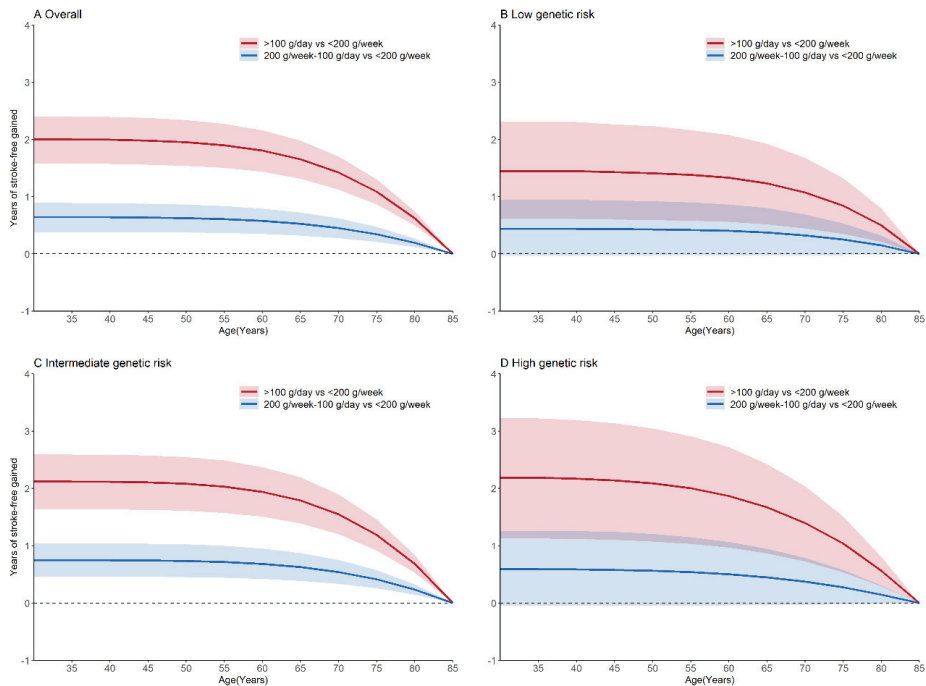 A Overall
>100 g/day vs <200 g/week
200 g/week-100 g/day vs <200 g/week
4
3
2
1
0
-1
Years of stroke-free gained
35 40 45 50 55 60 65 70 75 80 85
Age(Years)
B Low genetic risk
>100 g/day vs <200 g/week
200 g/week-100 g/day vs <200 g/week
4
3
2
1
0
-1
35 40 45 50 55 60 65 70 75 80 85
Age(Years)
C Intermediate genetic risk
>100 g/day vs <200 g/week
200 g/week-100 g/day vs <200 g/week
4
3
2
1
0
-1
Years of stroke-free gained
35 40 45 50 55 60 65 70 75 80 85
Age(Years)
D High genetic risk
>100 g/day vs <200 g/week
200 g/week-100 g/day vs <200 g/week
4
3
2
1
0
-1
35 40 45 50 55 60 65 70 75 80 85
Age(Years)